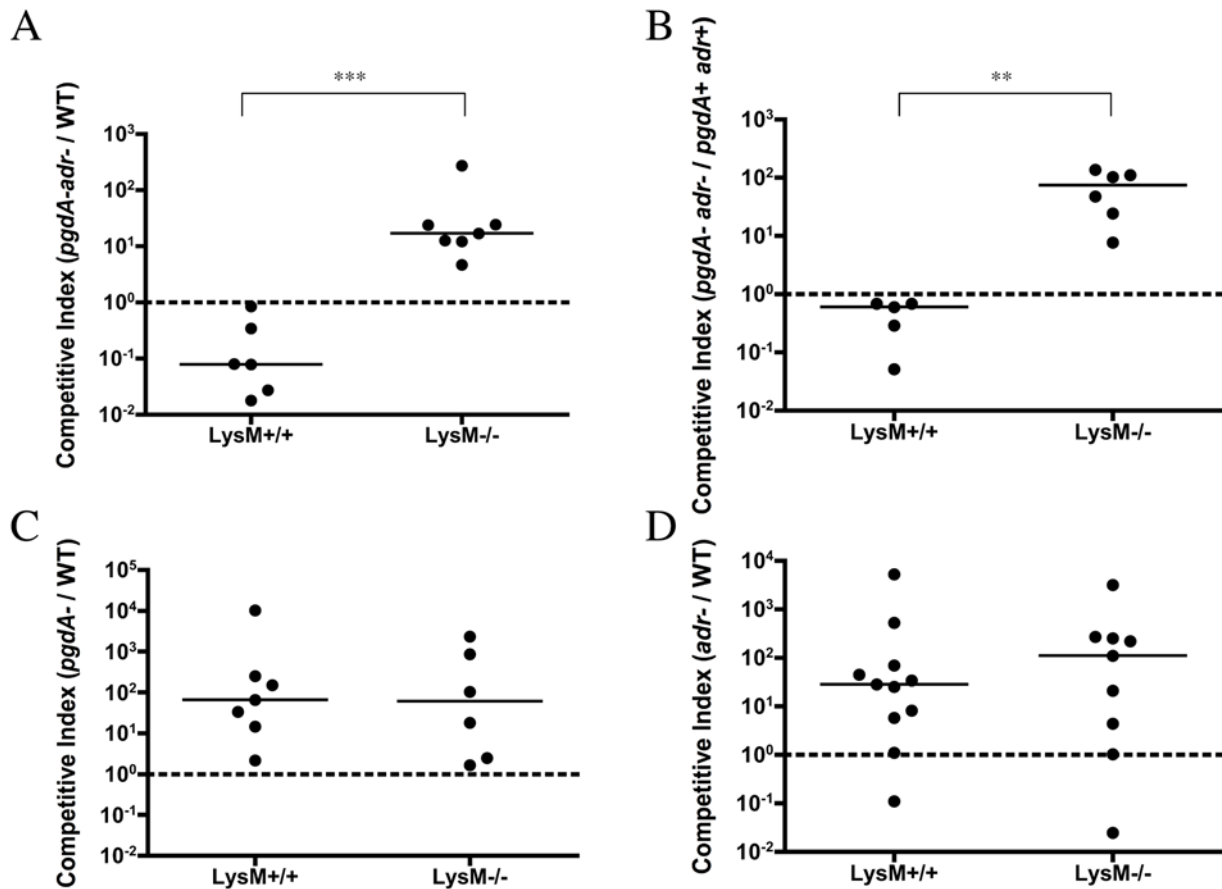 A
Competitive Index (pgdA-adr- / WT)
***
10³
10²
10¹
10⁰
10⁻¹
10⁻²
LysM+/+ LysM-/-
B
Competitive Index (pgdA- adr- / pgdA+ adr+)
**
10³
10²
10¹
10⁰
10⁻¹
10⁻²
LysM+/+ LysM-/-
C
Competitive Index (pgdA- / WT)
10⁵
10⁴
10³
10²
10¹
10⁰
10⁻¹
10⁻²
LysM+/+ LysM-/-
D
Competitive Index (adr- / WT)
10⁴
10³
10²
10¹
10⁰
10⁻¹
10⁻²
LysM+/+ LysM-/-